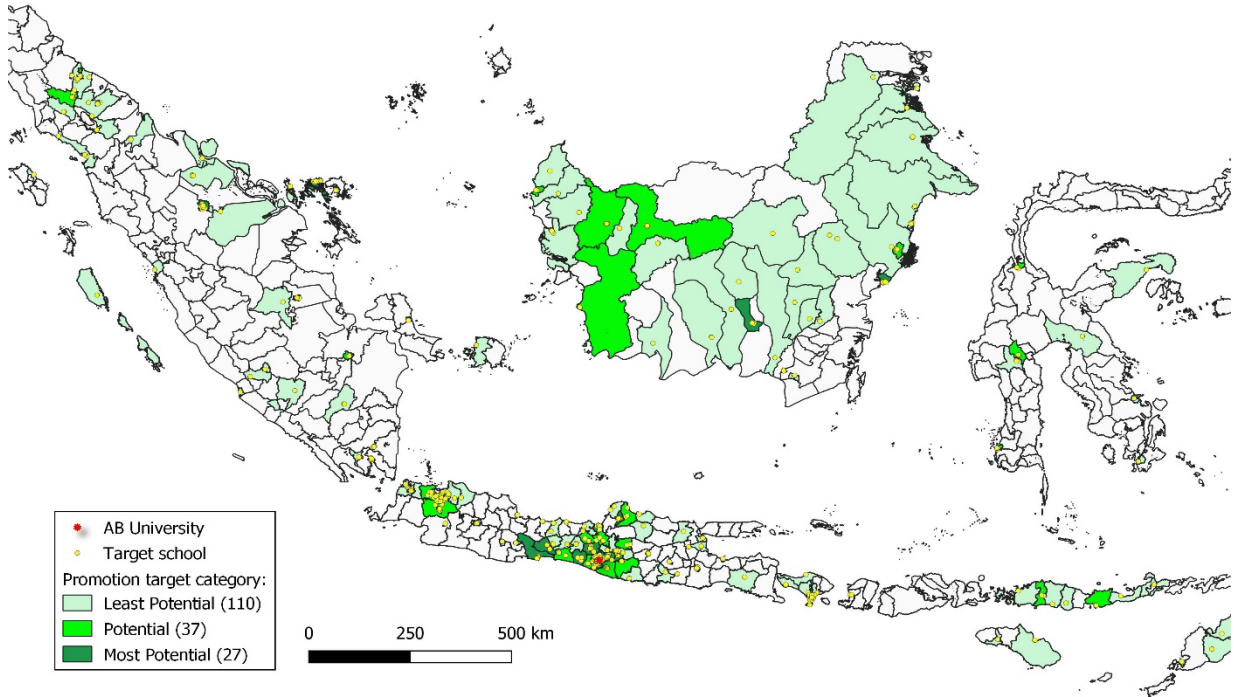 AB University
Target school
Promotion target category:
Least Potential (110)
Potential (37)
Most Potential (27)
0 250 500 km